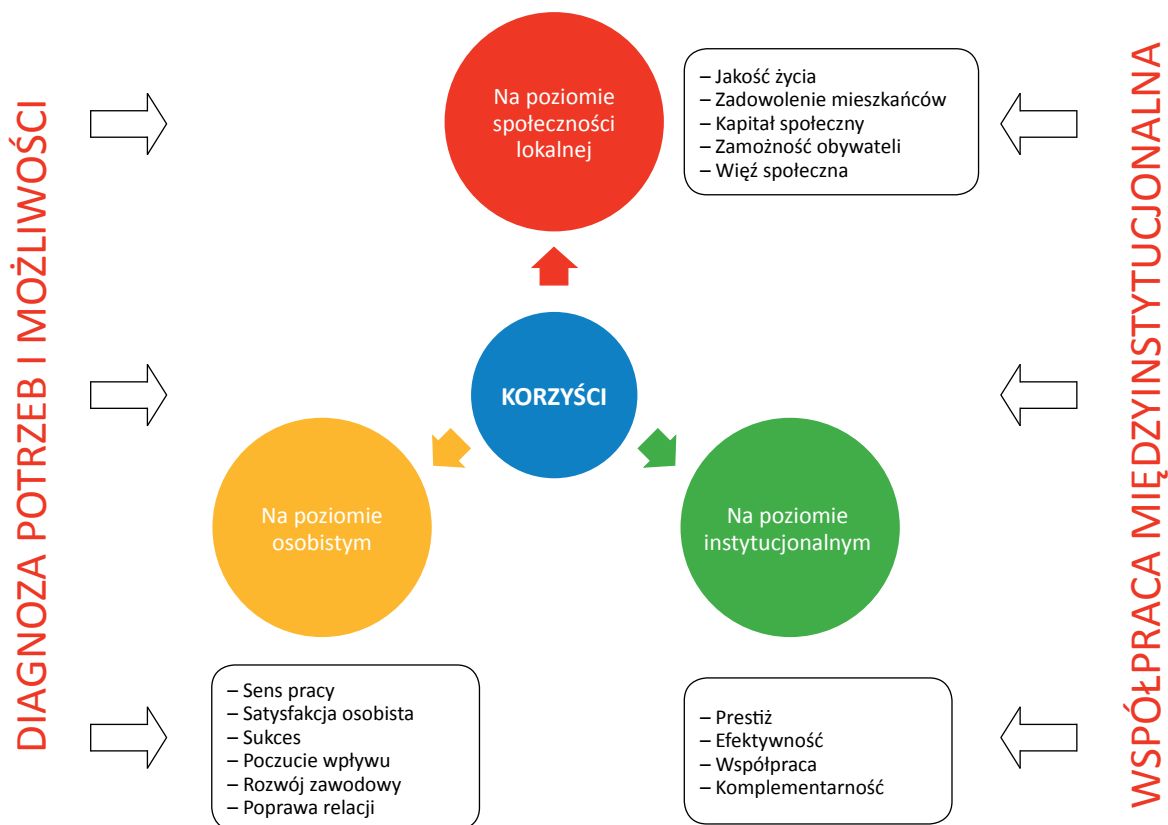 DIAGNOZA POTRZEB I MOŻLIWOŚCI
Na poziomie
społeczności
lokalnej
– Jakość życia
– Zadowolenie mieszkańców
– Kapitał społeczny
– Zamożność obywateli
– Więź społeczna
KORZYŚCI
Na poziomie
osobistym
Na poziomie
instytucjonalnym
– Sens pracy
– Satysfakcja osobista
– Sukces
– Poczucie wpływu
– Rozwój zawodowy
– Poprawa relacji
– Prestiż
– Efektywność
– Współpraca
– Komplementarność
WSPÓŁPRACA MIĘDZYINSTYTUCJONALNA